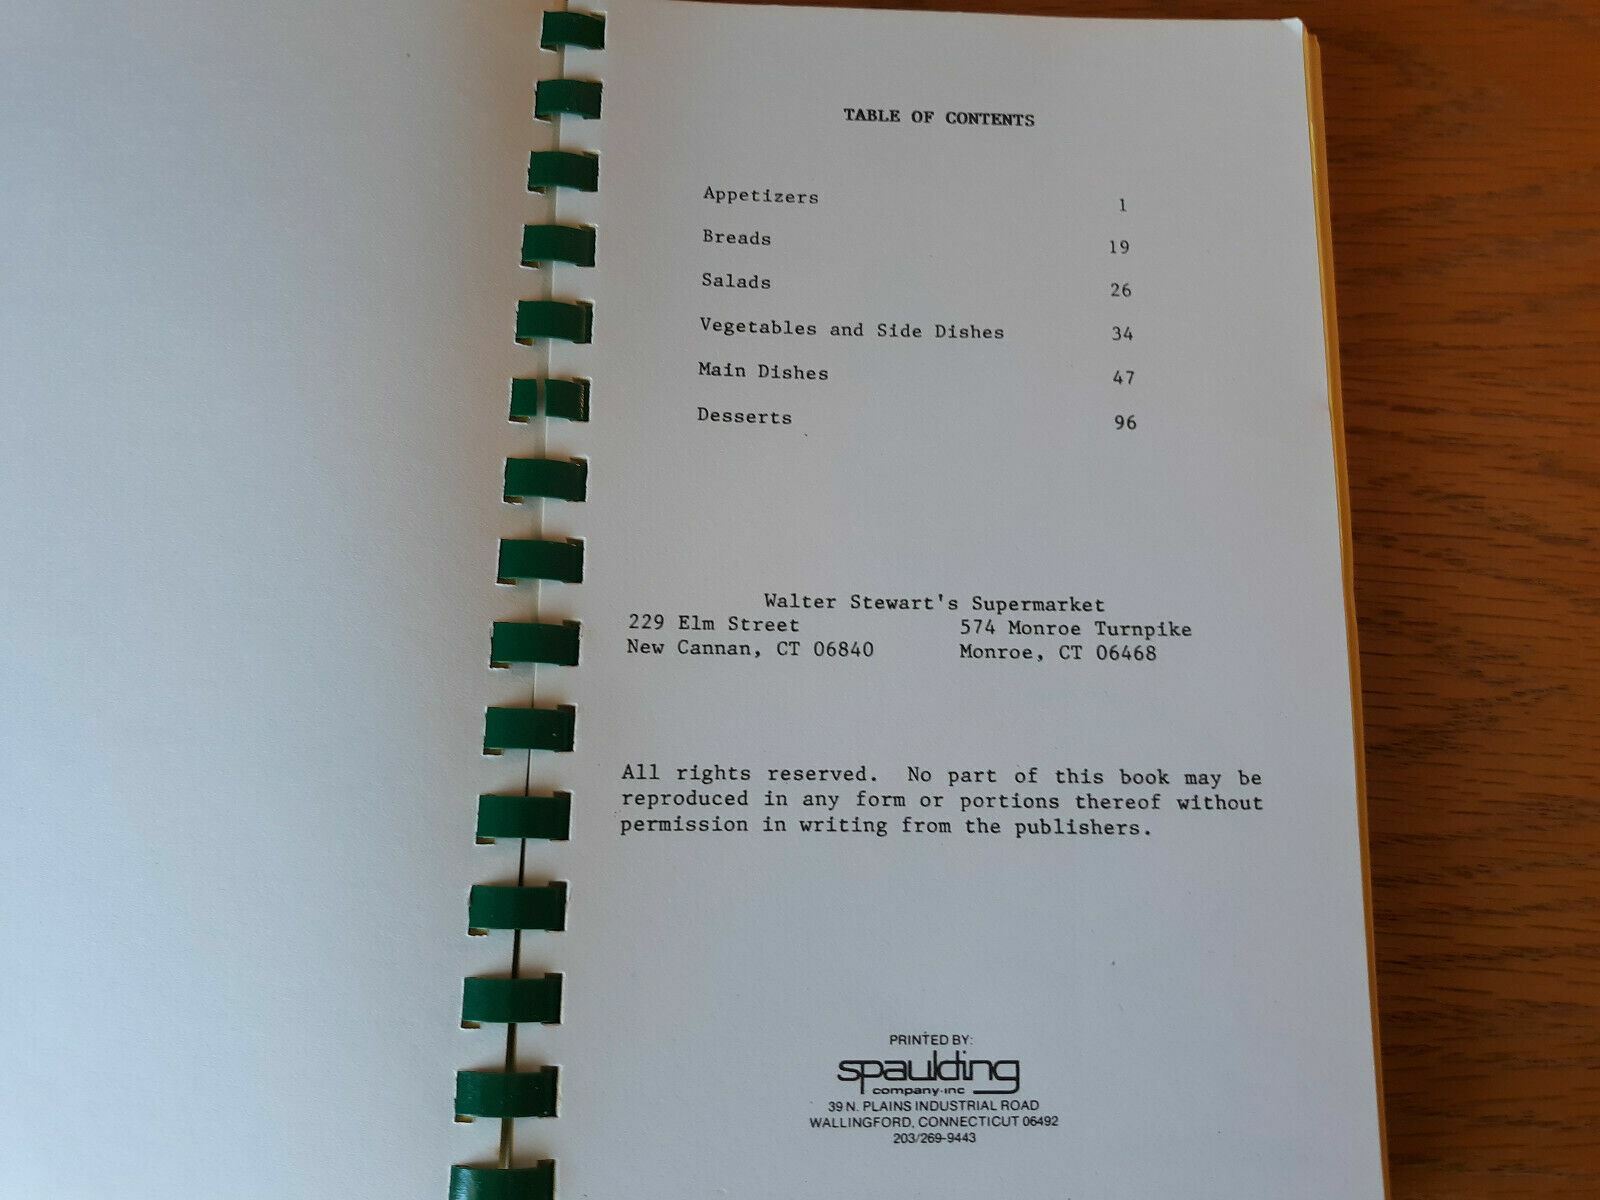 TABLE OF CONTENTS
Appetizers 1
Breads 19
Salads 26
Vegetables and Side Dishes 34
Main Dishes 47
Desserts 96
Walter Stewart's Supermarket
229 Elm Street 574 Monroe Turnpike
New Cannan, CT 06840 Monroe, CT 06468
All rights reserved. No part of this book may be
reproduced in any form or portions thereof without
permission in writing from the publishers.
PRINTED BY:
spaulding
company·inc
39 N. PLAINS INDUSTRIAL ROAD
WALLINGFORD, CONNECTICUT 06492
203/269-9443